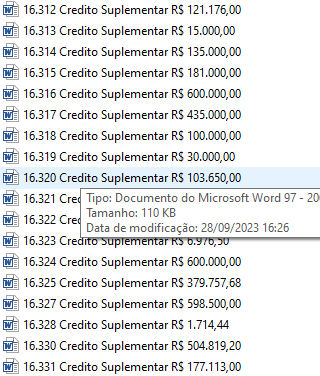 16.312 Credito Suplementar R$ 121.176,00
16.313 Credito Suplementar R$ 15.000,00
16.314 Credito Suplementar R$ 135.000,00
16.315 Credito Suplementar R$ 181.000,00
16.316 Credito Suplementar R$ 600.000,00
16.317 Credito Suplementar R$ 435.000,00
16.318 Credito Suplementar R$ 100.000,00
16.319 Credito Suplementar R$ 30.000,00
16.320 Credito Suplementar R$ 103.650,00
16.321
Tipo: Documento do Microsoft Word 97 -
16.322
Tamanho: 110 KB
Data de modificação: 28/09/2023 16:26
16.323 Credito Suplementar R$ 6.976,50
16.324 Credito Suplementar R$ 600.000,00
16.325 Credito Suplementar R$ 379.757,68
16.327 Credito Suplementar R$ 598.500,00
16.328 Credito Suplementar R$ 1.714,44
16.330 Credito Suplementar R$ 504.819,20
16.331 Credito Suplementar R$ 177.113,00